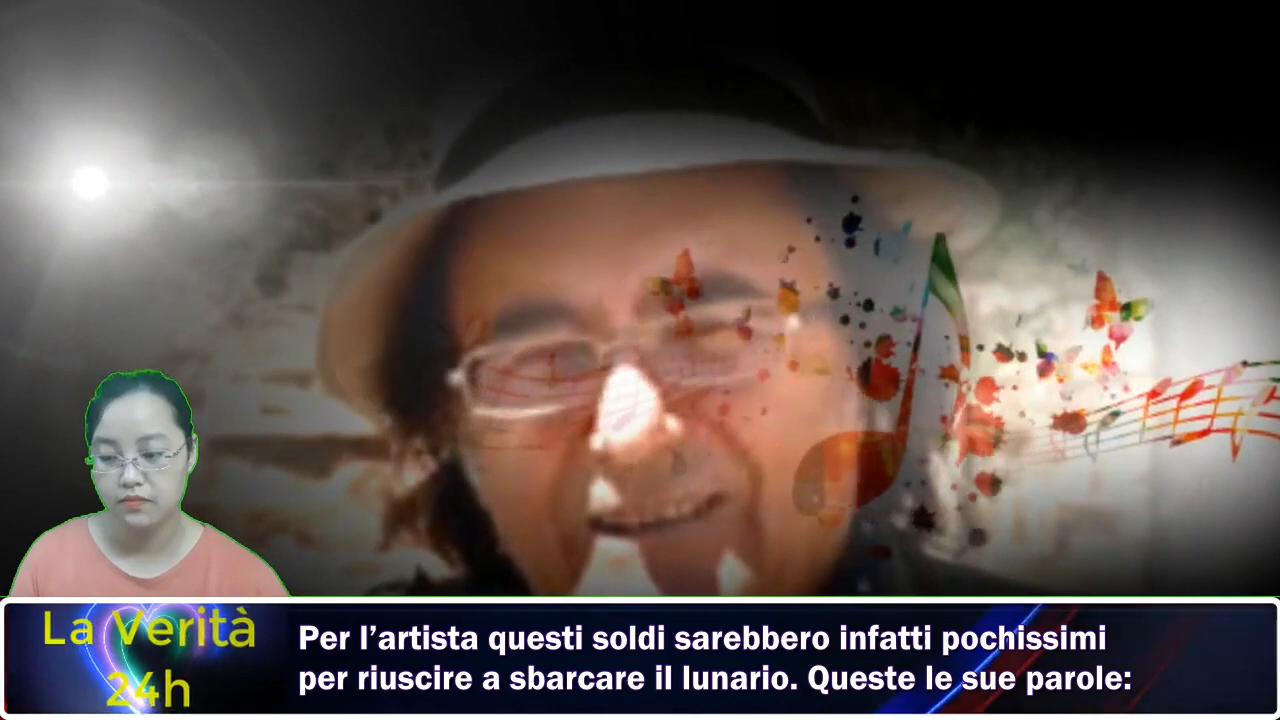 La Verità
24h
Per l’artista questi soldi sarebbero infatti pochissimi
per riuscire a sbarcare il lunario. Queste le sue parole: